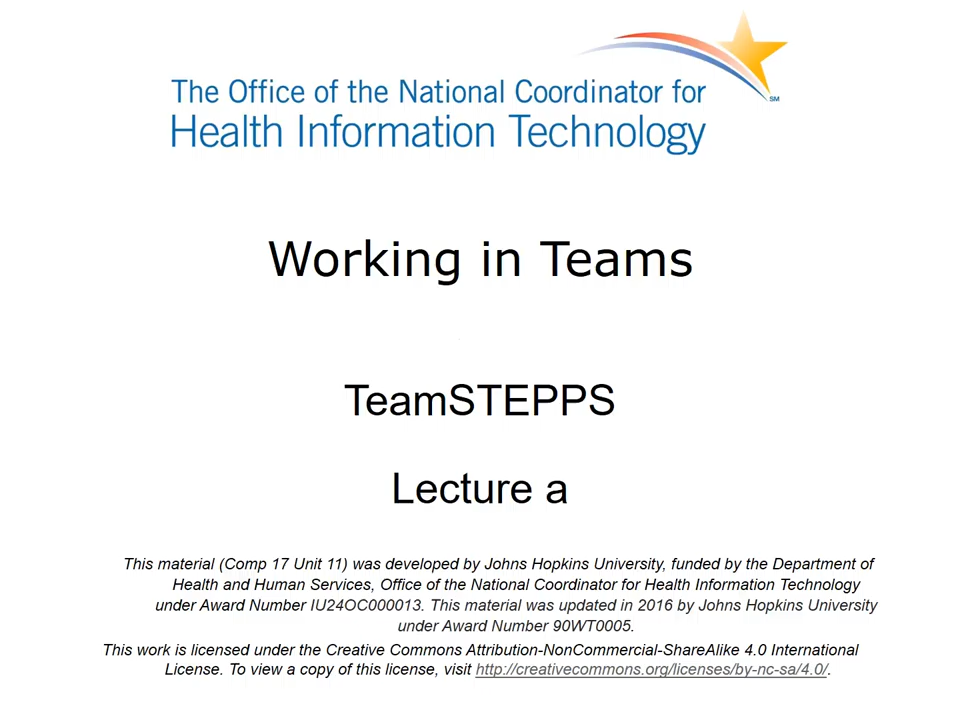 The Office of the National Coordinator for
Health Information Technology
SM
Working in Teams
TeamSTEPPS
Lecture a
This material (Comp 17 Unit 11) was developed by Johns Hopkins University, funded by the Department of
Health and Human Services, Office of the National Coordinator for Health Information Technology
under Award Number IU24OC000013. This material was updated in 2016 by Johns Hopkins University
under Award Number 90WT0005.
This work is licensed under the Creative Commons Attribution-NonCommercial-ShareAlike 4.0 International
License. To view a copy of this license, visit http://creativecommons.org/licenses/by-nc-sa/4.0/.